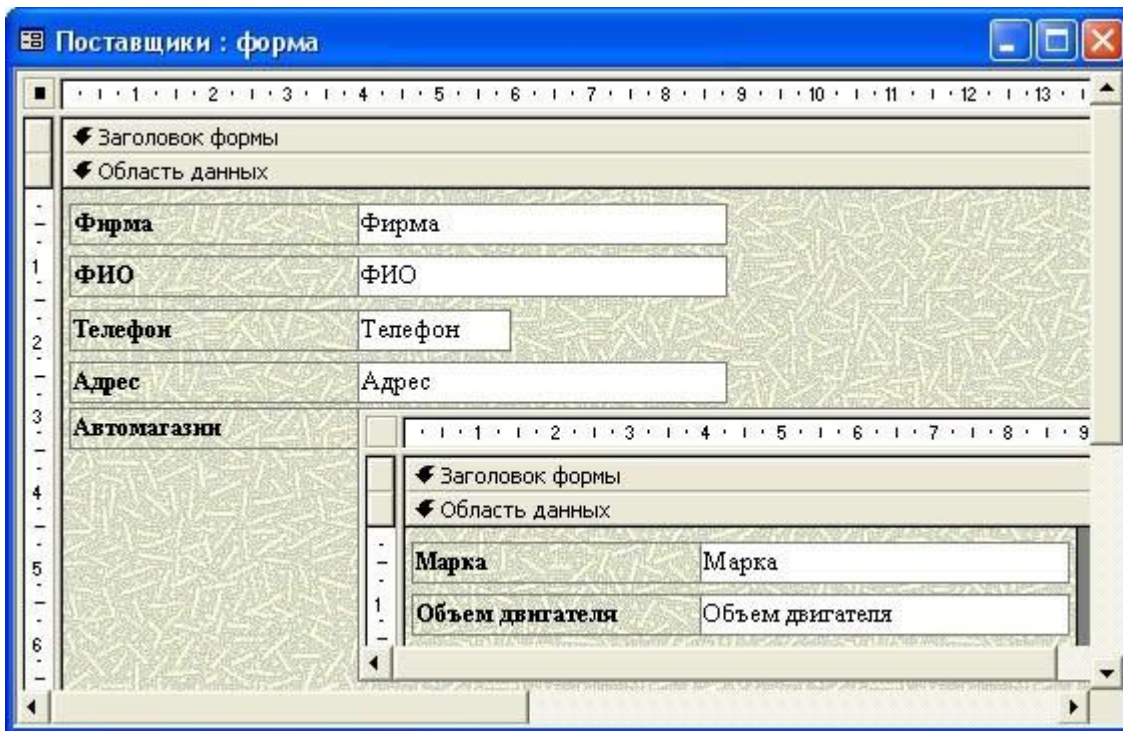 Поставщики : форма
1 2 3 4 5 6 7 8 9 10 11 12 13
Заголовок формы
Область данных
Фирма Фирма
1
ФИО ФИО
Телефон Телефон
2
Адрес Адрес
3
Автомагазин
1 2 3 4 5 6 7 8 9
Заголовок формы
4
Область данных
Марка Марка
5
1
Объем двигателя Объем двигателя
6